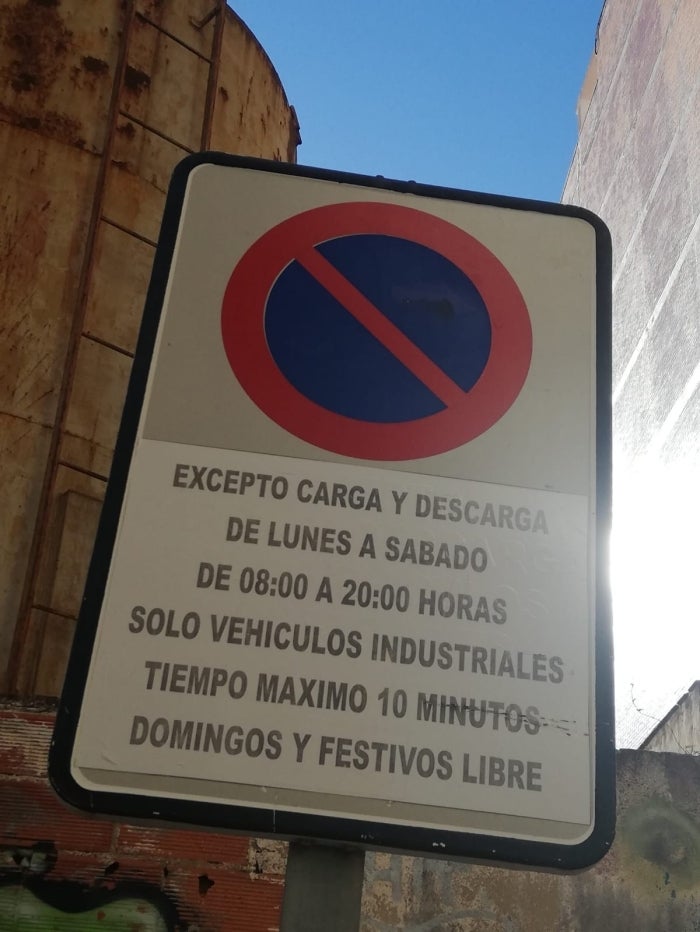 EXCEPTO CARGA Y DESCARGA
DE LUNES A SABADO
DE 08:00 A 20:00 HORAS
SOLO VEHICULOS INDUSTRIALES
TIEMPO MAXIMO 10 MINUTOS
DOMINGOS Y FESTIVOS LIBRE